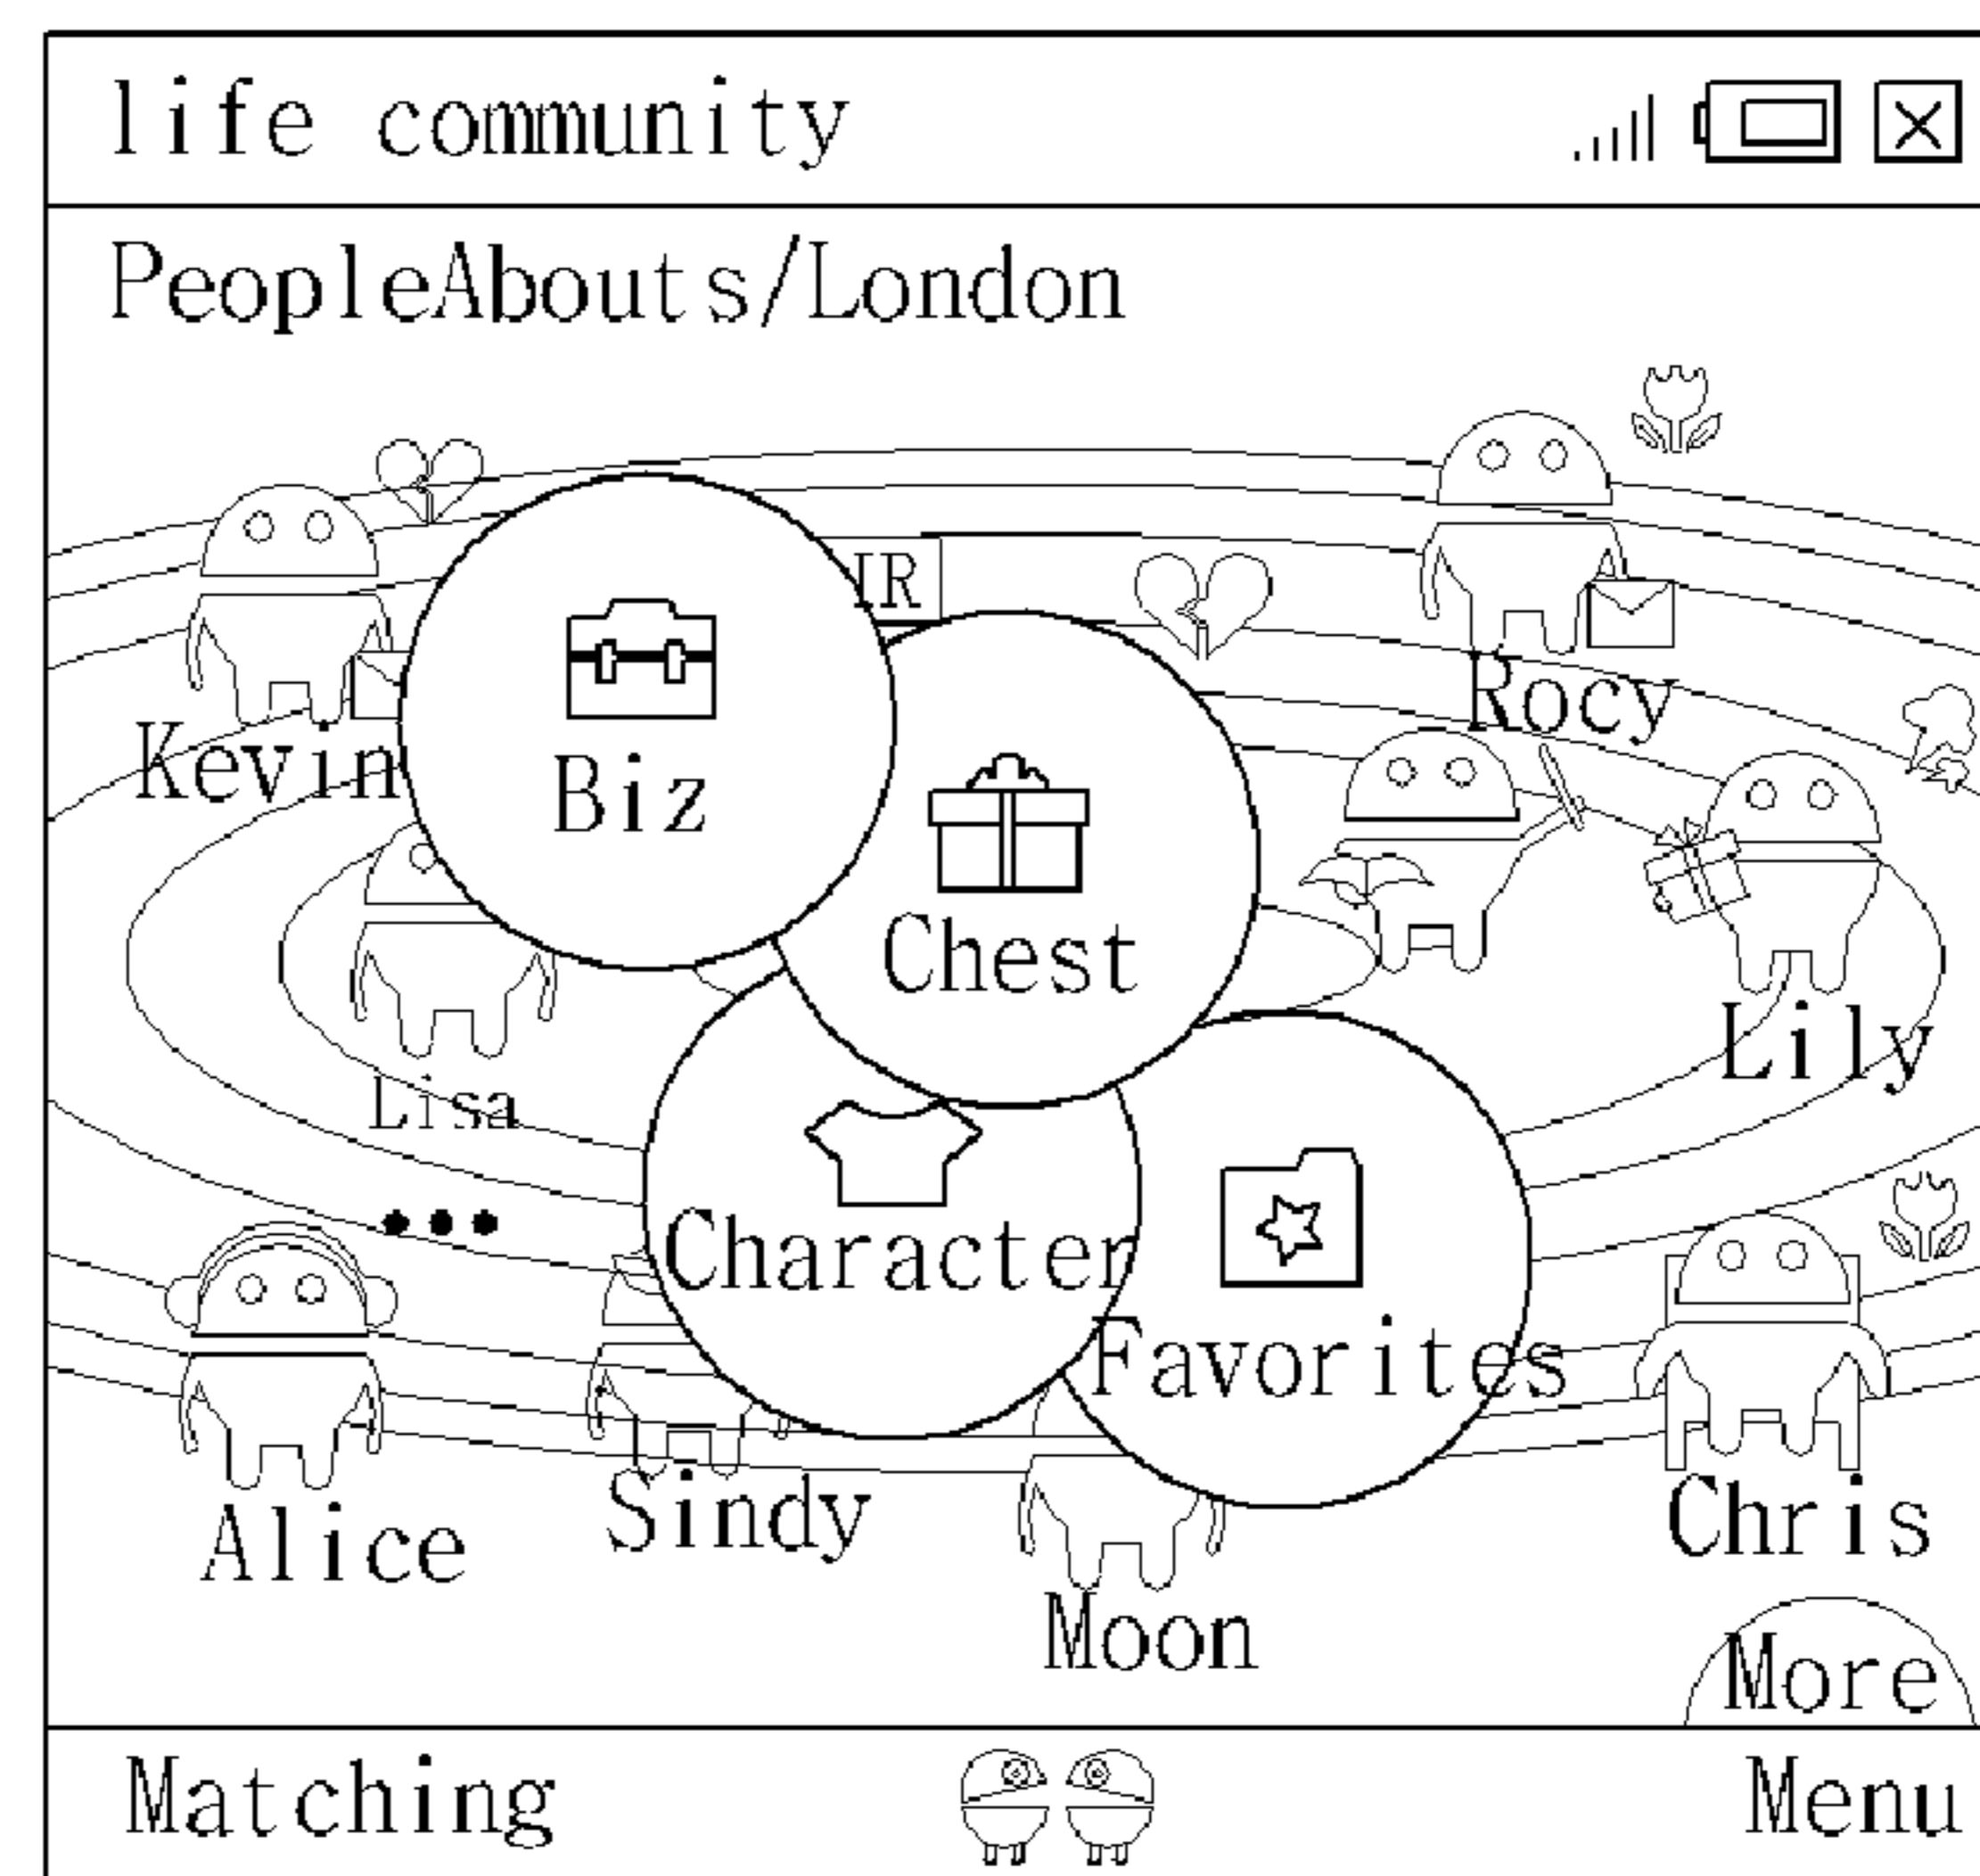 life community
PeopleAbouts/London
Rocy
Kevin
Biz
Chest
Lily
Lisa
Character
Favorites
Alice
Sindy
Chris
Moon
More
Matching
Menu